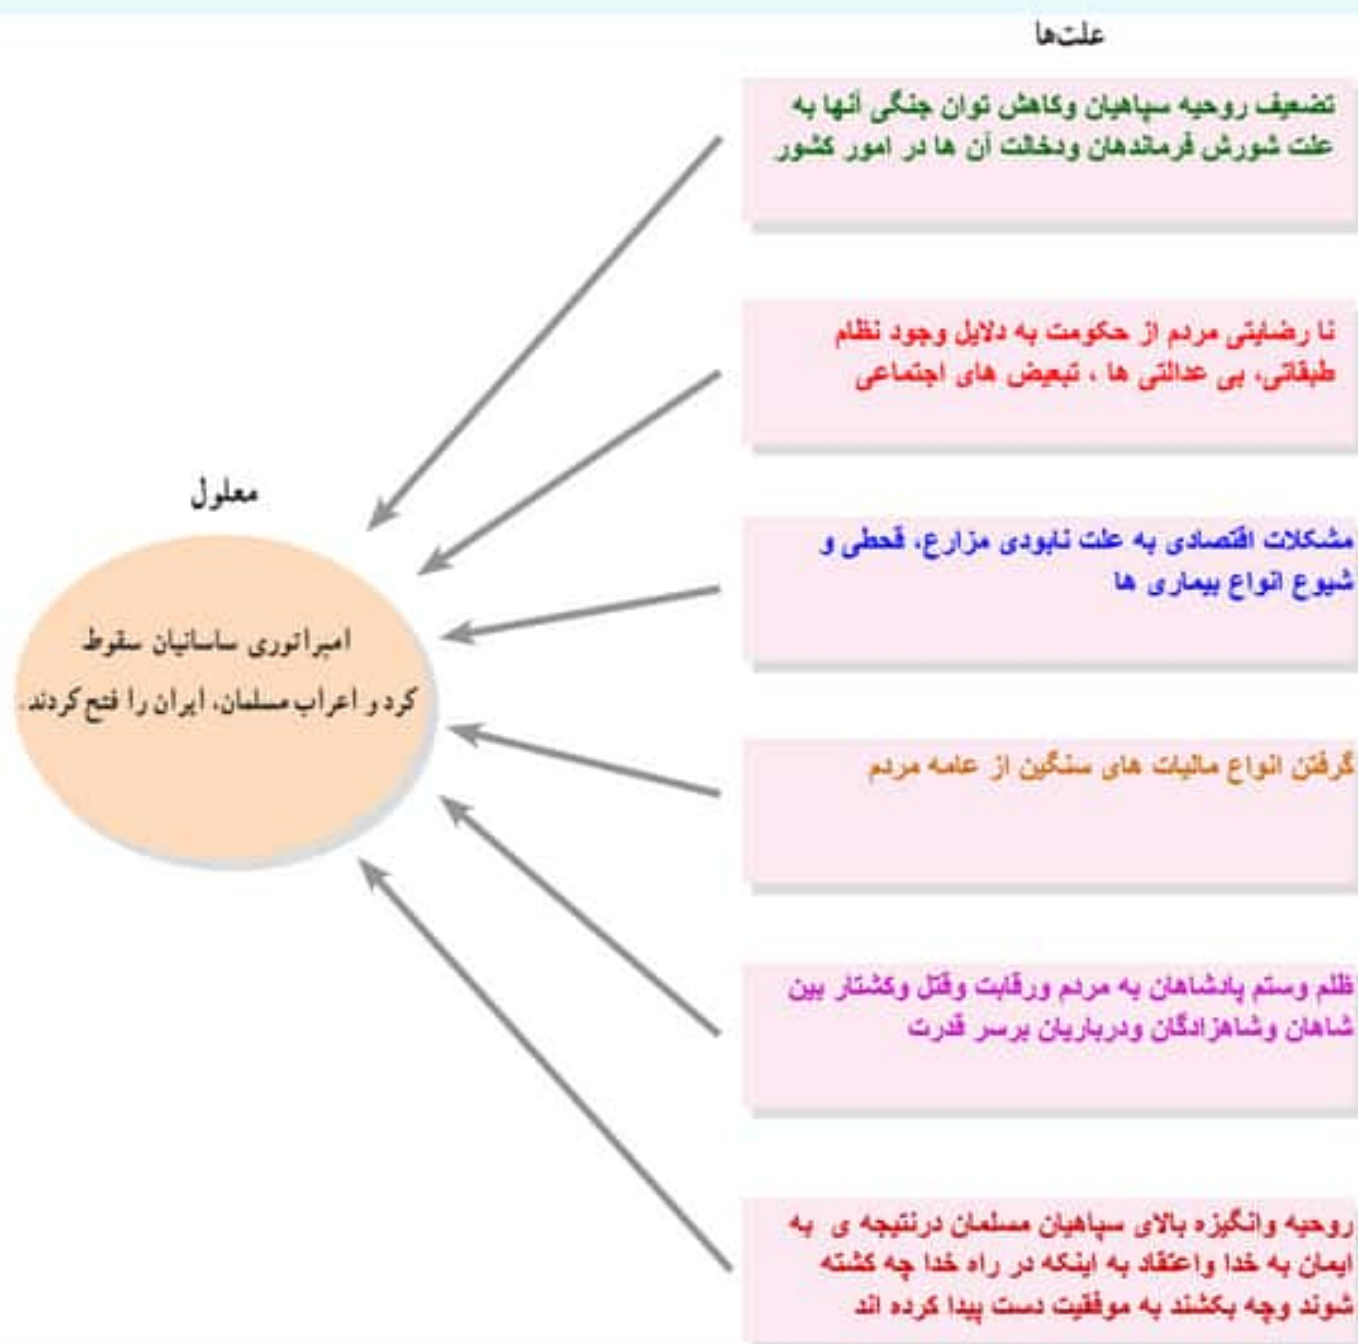 علت‌ها
تضعیف روحیه سپاهیان وکاهش توان جنگی آنها به
علت شورش فرماندهان ودخالت آن ها در امور کشور
نا رضایتی مردم از حکومت به دلایل وجود نظام
طبقاتی، بی عدالتی ها ، تبعیض های اجتماعی
مشکلات اقتصادی به علت نابودی مزارع، قحطی و
شیوع انواع بیماری ها
گرفتن انواع مالیات های سنگین از عامه مردم
ظلم وستم پادشاهان به مردم ورقابت وقتل وکشتار بین
شاهان وشاهزادگان ودرباریان برسر قدرت
روحیه وانگیزه بالای سپاهیان مسلمان درنتیجه ی به
ایمان به خدا واعتقاد به اینکه در راه خدا چه کشته
شوند وچه بکشند به موفقیت دست پیدا کرده اند
معلول
امپراتوری ساسانیان سقوط
کرد و اعراب مسلمان، ایران را فتح کردند.